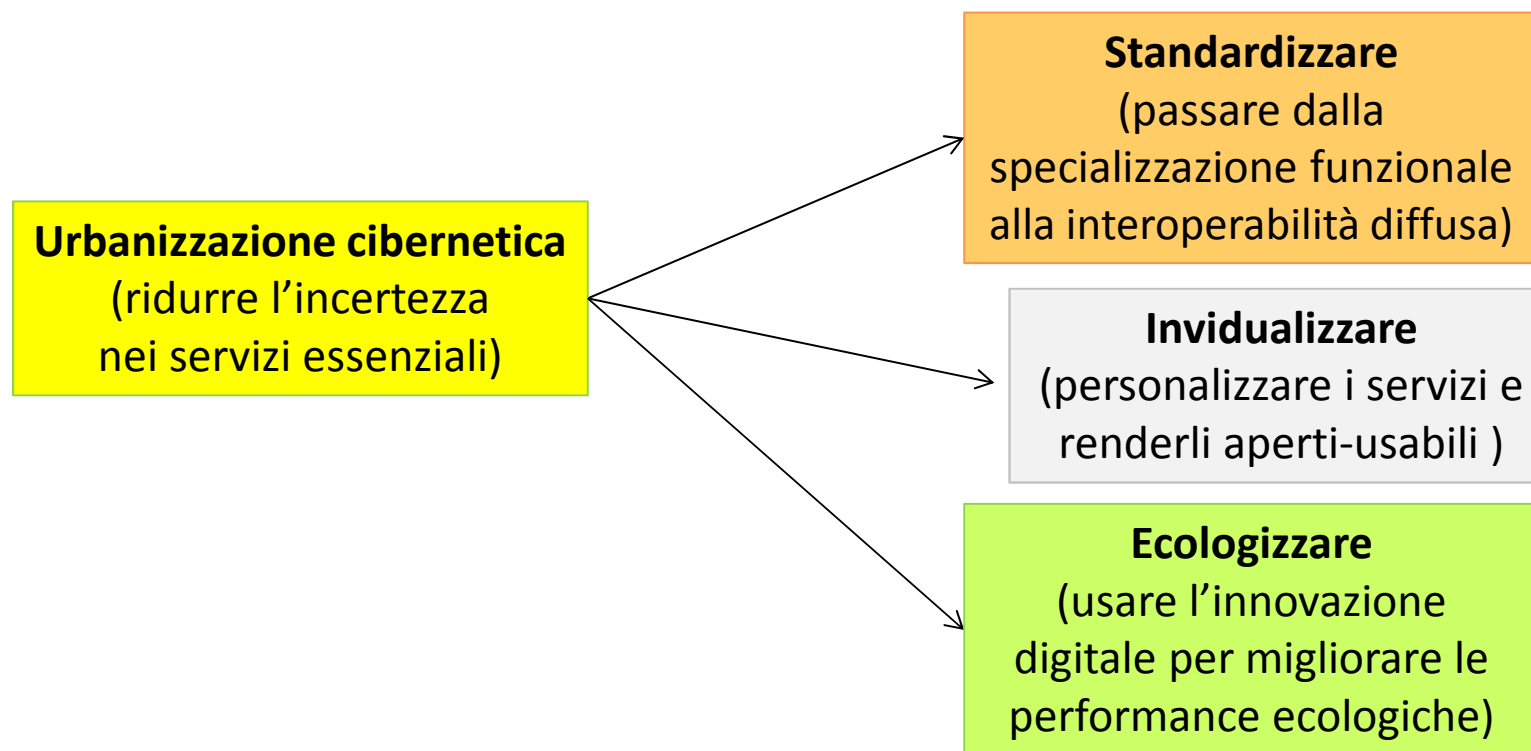 Urbanizzazione cibernetica
(ridurre l’incertezza
nei servizi essenziali)
Standardizzare
(passare dalla
specializzazione funzionale
alla interoperabilità diffusa)
Invidualizzare
(personalizzare i servizi e
renderli aperti-usabili )
Ecologizzare
(usare l’innovazione
digitale per migliorare le
performance ecologiche)